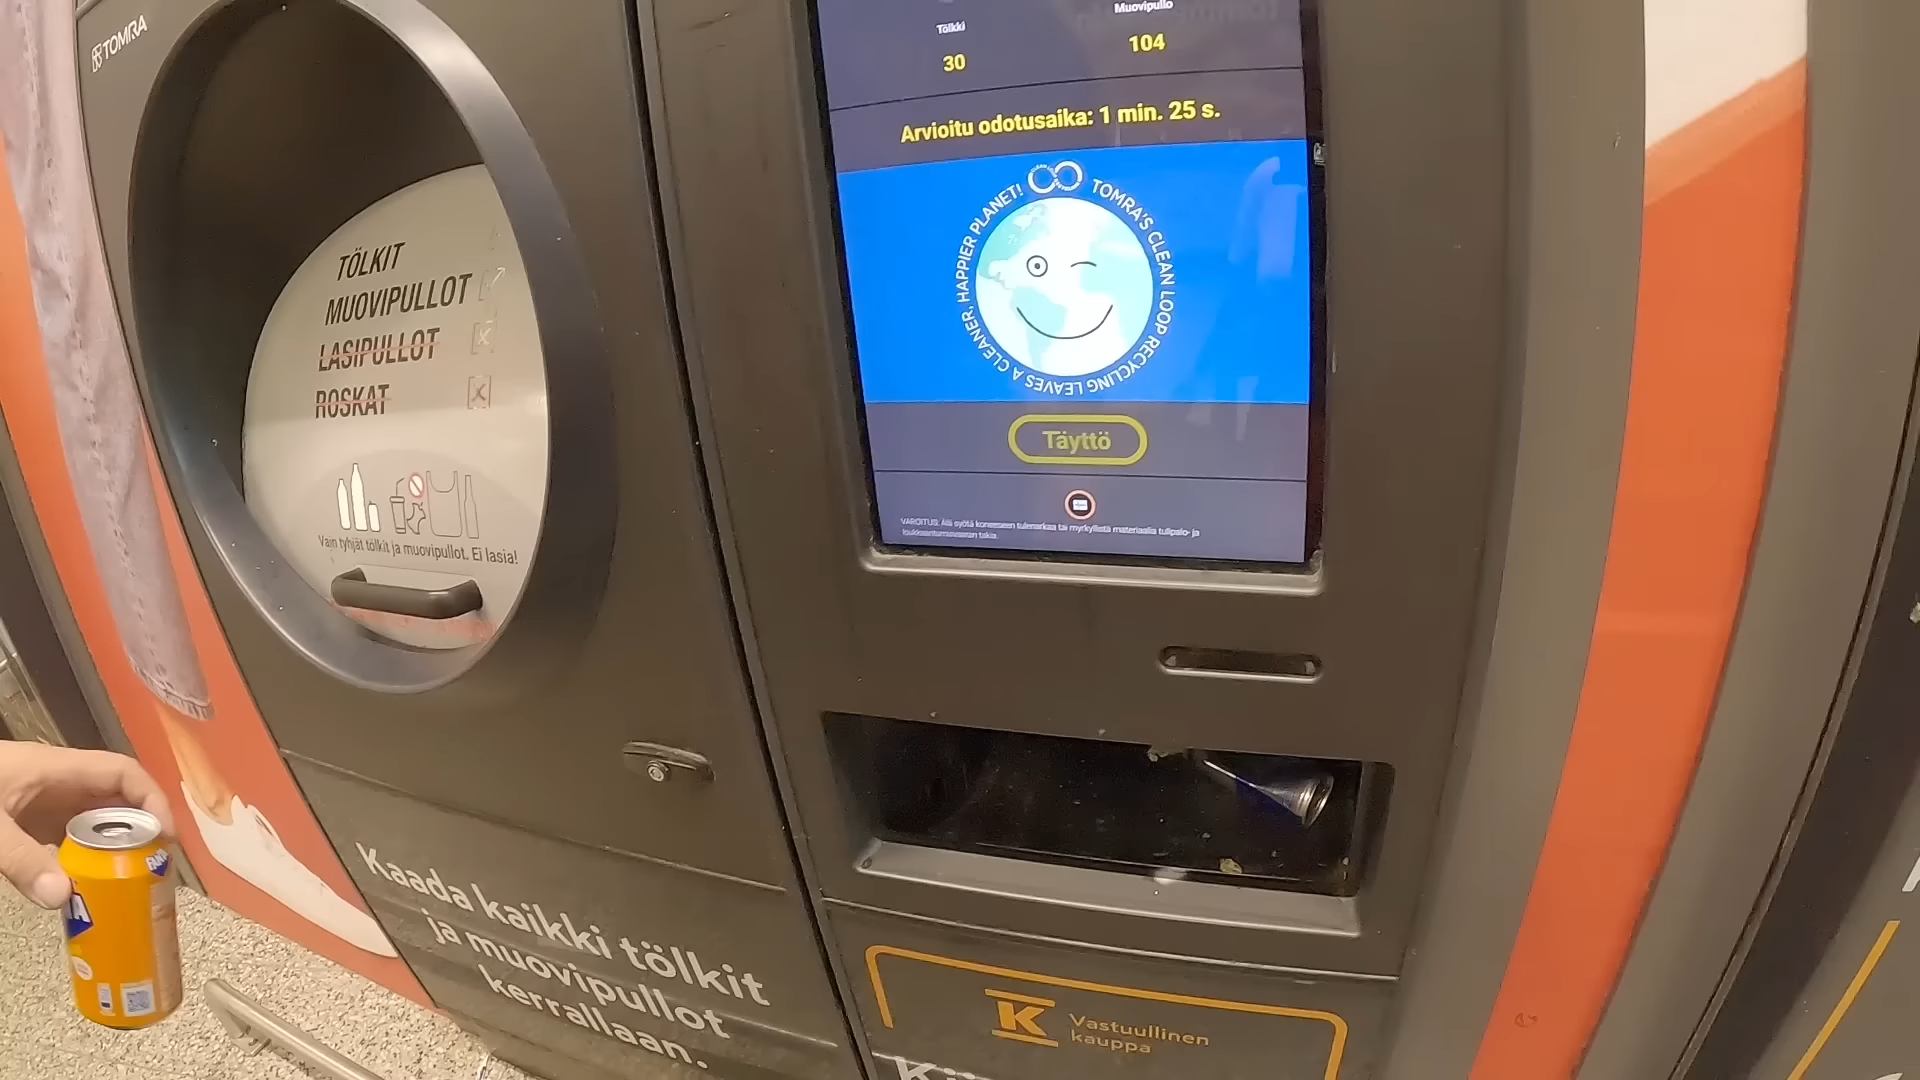 TOMRA
TÖLKIT
MUOVIPULLOT
LASIPULLOT
ROSKAT
Vain tyhjät tölkit ja muovipullot. Ei lasia!
Kaada kaikki tölkit
ja muovipullot
kerrallaan.
Tölkki
30
Muovipullo
104
Arvioitu odotusaika: 1 min. 25 s.
TOMRA'S CLEAN LOOP RECYCLING LEAVES A CLEANER, HAPPIER PLANET!
Täyttö
VAROITUS: Älä syötä koneeseen tulenarkaa tai myrkyllistä materiaalia tulipalo- ja
loukkaantumisvaaran takia.
K
Vastuullinen
kauppa